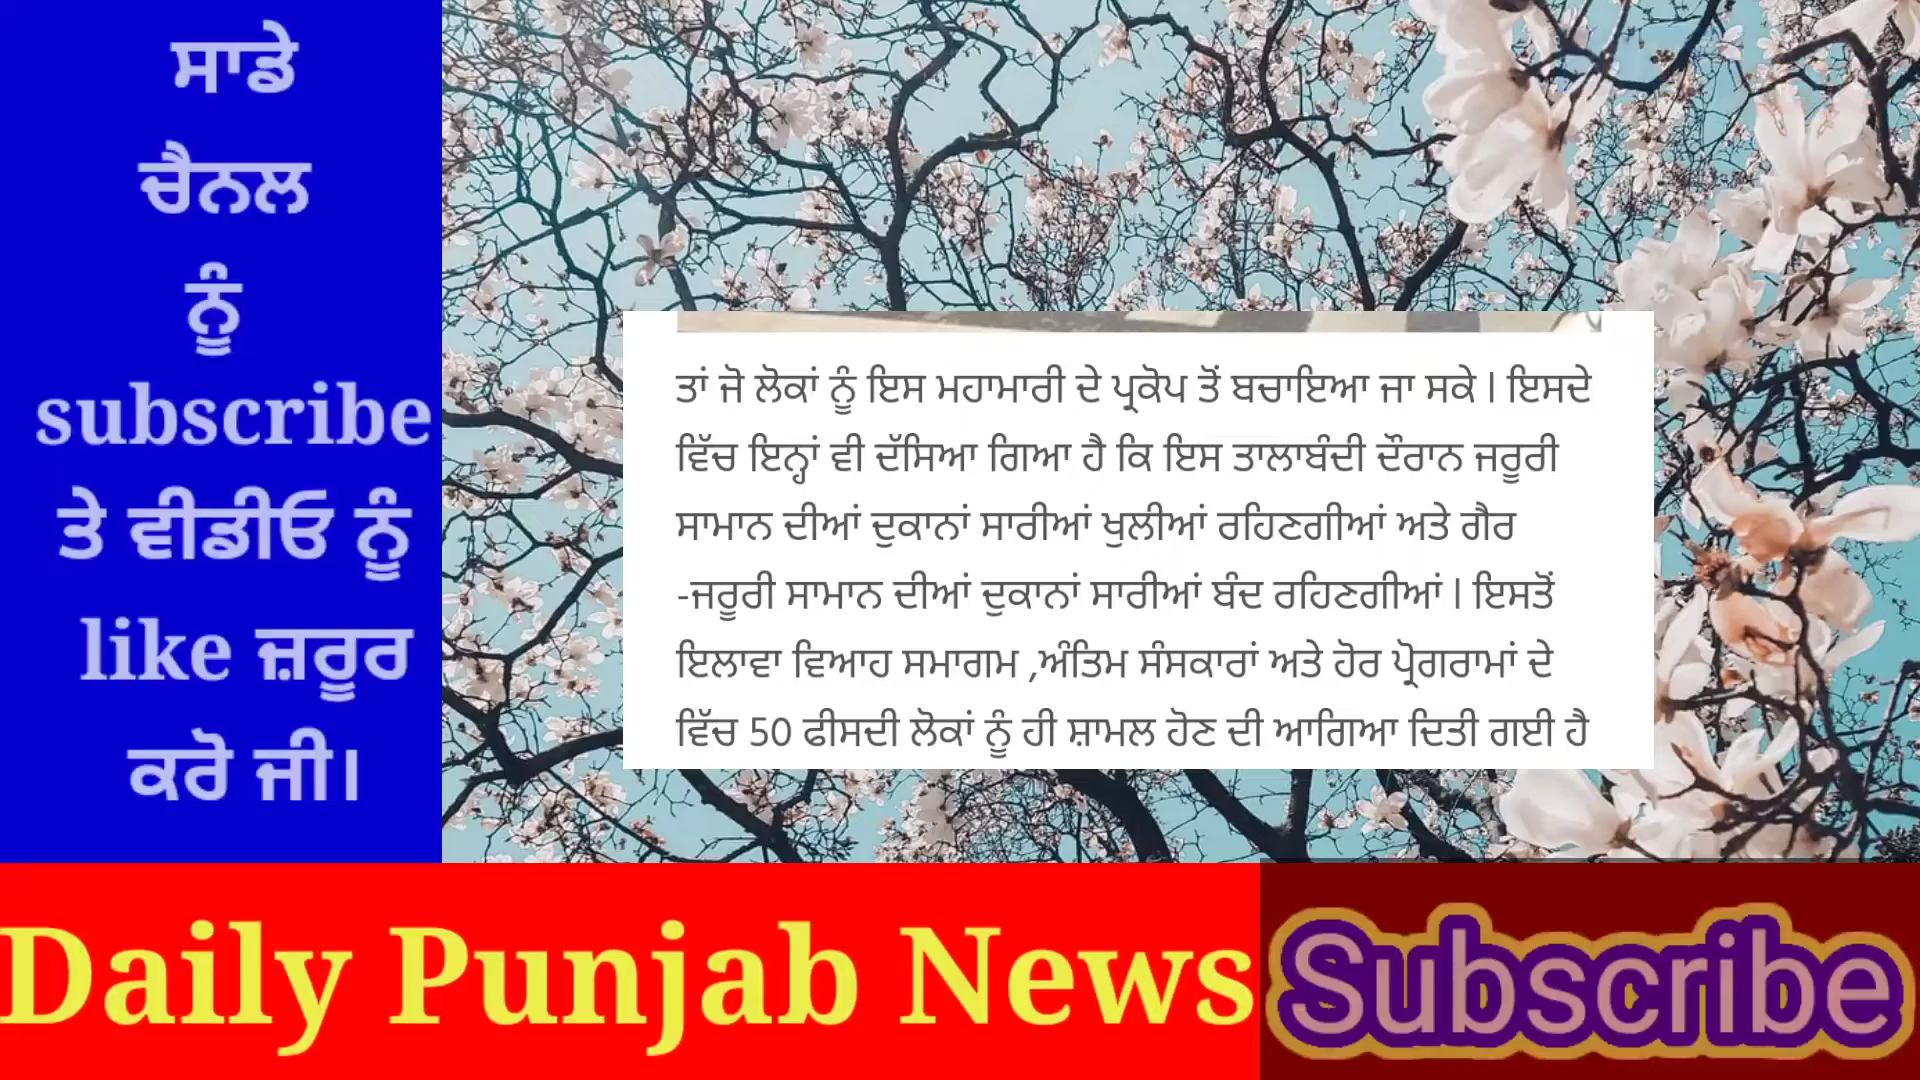 ਸਾਡੇ
ਚੈਨਲ
ਨੂੰ
subscribe
ਤੇ ਵੀਡੀਓ ਨੂੰ
like ਜ਼ਰੂਰ
ਕਰੋ ਜੀ।
ਤਾਂ ਜੋ ਲੋਕਾਂ ਨੂੰ ਇਸ ਮਹਾਮਾਰੀ ਦੇ ਪ੍ਰਕੋਪ ਤੋਂ ਬਚਾਇਆ ਜਾ ਸਕੇ । ਇਸਦੇ
ਵਿੱਚ ਇਨ੍ਹਾਂ ਵੀ ਦੱਸਿਆ ਗਿਆ ਹੈ ਕਿ ਇਸ ਤਾਲਾਬੰਦੀ ਦੌਰਾਨ ਜਰੂਰੀ
ਸਾਮਾਨ ਦੀਆਂ ਦੁਕਾਨਾਂ ਸਾਰੀਆਂ ਖੁਲੀਆਂ ਰਹਿਣਗੀਆਂ ਅਤੇ ਗੈਰ
-ਜਰੂਰੀ ਸਾਮਾਨ ਦੀਆਂ ਦੁਕਾਨਾਂ ਸਾਰੀਆਂ ਬੰਦ ਰਹਿਣਗੀਆਂ । ਇਸਤੋਂ
ਇਲਾਵਾ ਵਿਆਹ ਸਮਾਗਮ ,ਅੰਤਿਮ ਸੰਸਕਾਰਾਂ ਅਤੇ ਹੋਰ ਪ੍ਰੋਗਰਾਮਾਂ ਦੇ
ਵਿੱਚ 50 ਫੀਸਦੀ ਲੋਕਾਂ ਨੂੰ ਹੀ ਸ਼ਾਮਲ ਹੋਣ ਦੀ ਆਗਿਆ ਦਿਤੀ ਗਈ ਹੈ
Daily Punjab News
Subscribe